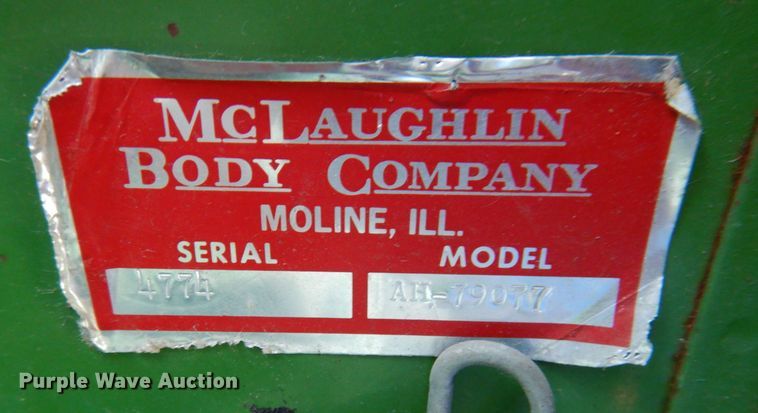 McLaughlin
Body Company
MOLINE, ILL.
SERIAL MODEL
4774 AH-79077
Purple Wave Auction